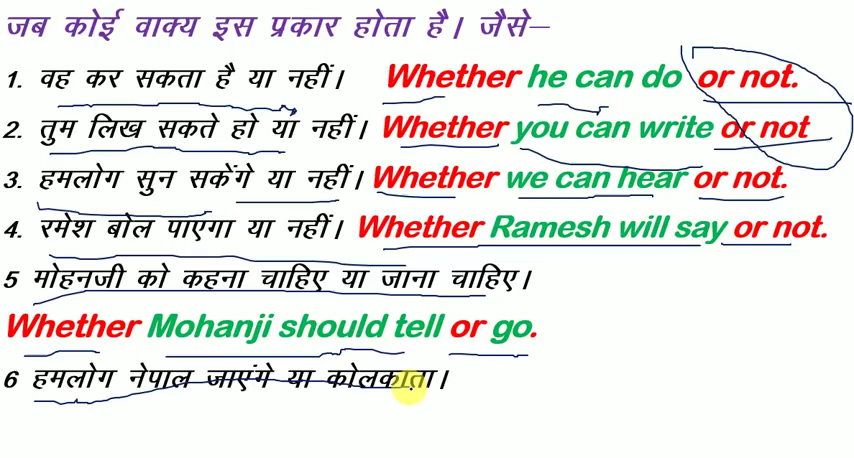 जब कोई वाक्य इस प्रकार होता है। जैसे–
1. वह कर सकता है या नहीं। Whether he can do or not.
2. तुम लिख सकते हो या नहीं। Whether you can write or not
3. हमलोग सुन सकेंगे या नहीं। Whether we can hear or not.
4. रमेश बोल पाएगा या नहीं। Whether Ramesh will say or not.
5 मोहनजी को कहना चाहिए या जाना चाहिए।
Whether Mohanji should tell or go.
6 हमलोग नेपाल जाएंगे या कोलकाता।